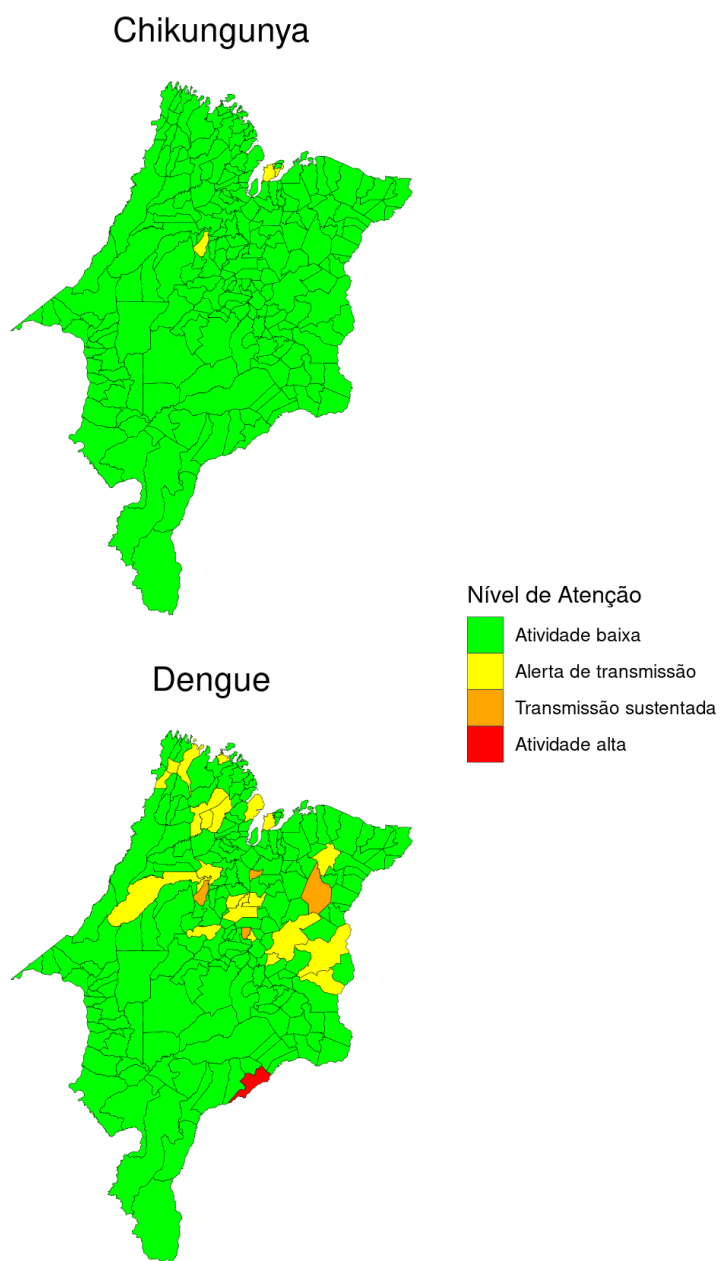 Chikungunya
Nível de Atenção
Atividade baixa
Alerta de transmissão
Transmissão sustentada
Atividade alta
Dengue